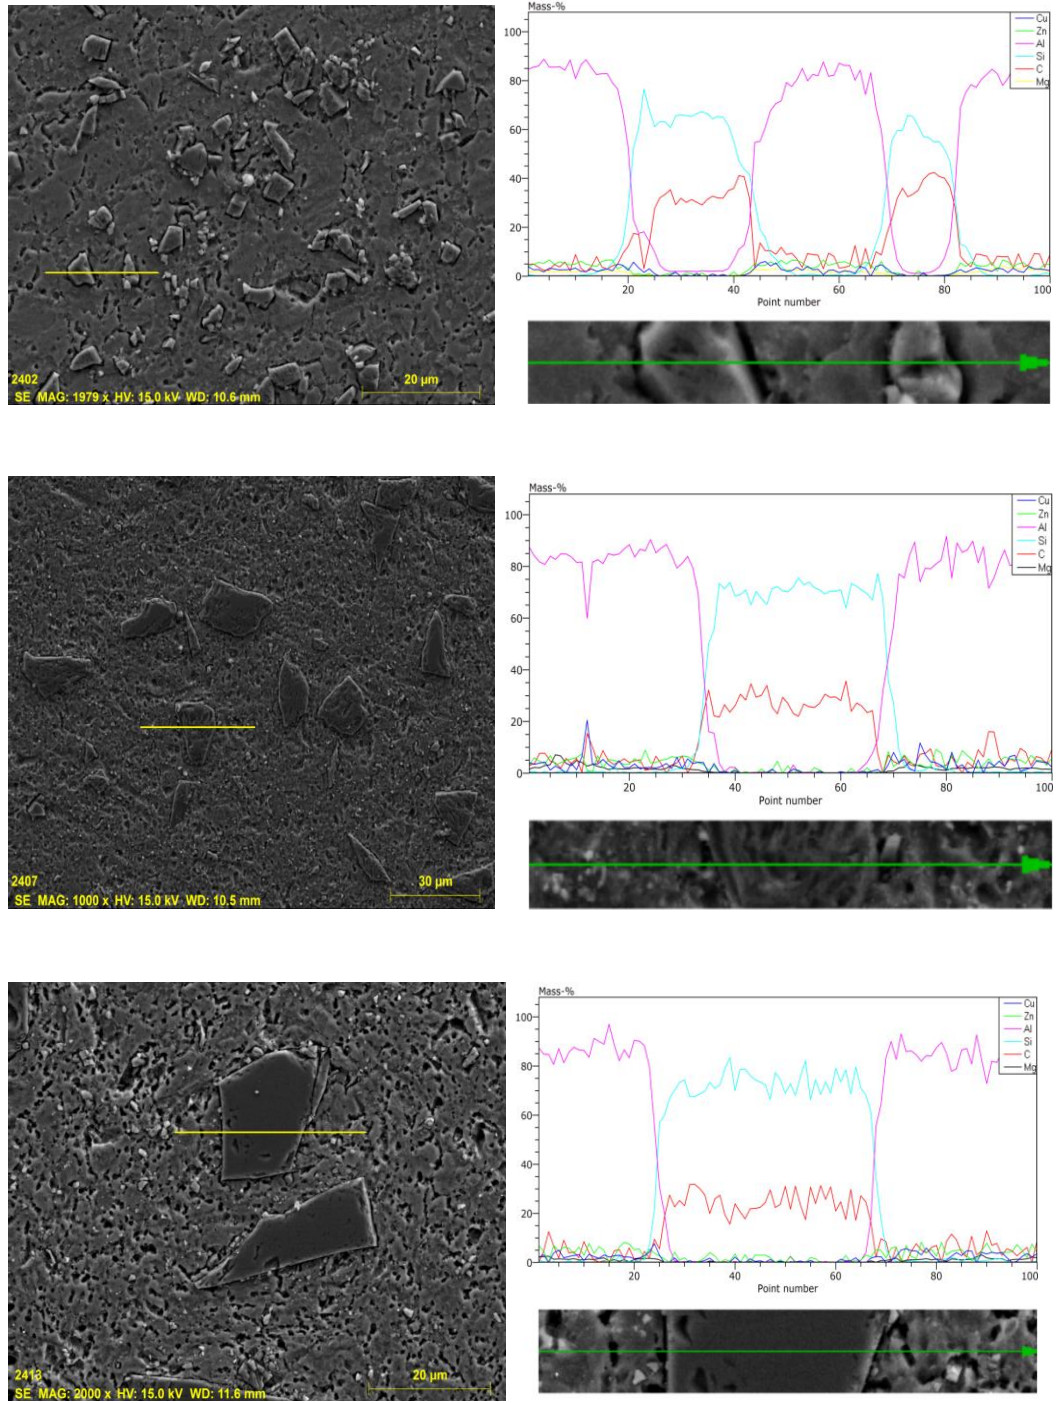 2402
20 µm
SE MAG: 1979 x HV: 15.0 kV WD: 10.6 mm
Mass-%
Cu
Zn
Al
Si
C
Mg
100
80
60
40
20
0
20 40 60 80 100
Point number
2407
30 µm
SE MAG: 1000 x HV: 15.0 kV WD: 10.5 mm
Mass-%
Cu
Zn
Al
Si
C
Mg
100
80
60
40
20
0
20 40 60 80 100
Point number
2413
20 µm
SE MAG: 2000 x HV: 15.0 kV WD: 11.6 mm
Mass-%
Cu
Zn
Al
Si
C
Mg
100
80
60
40
20
0
20 40 60 80 100
Point number